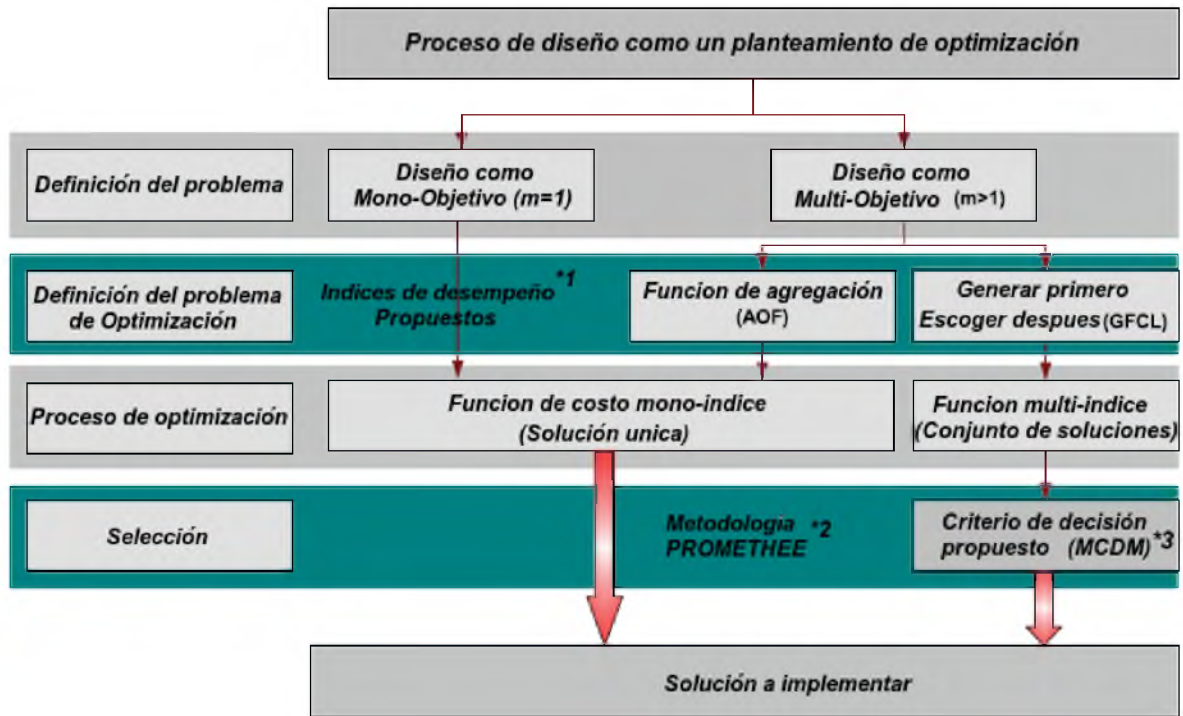 Proceso de diseño como un planteamiento de optimización
Definición del problema
Diseño como
Mono-Objetivo (m=1)
Diseño como
Multi-Objetivo (m>1)
Definición del problema
de Optimización
Indices de desempeño*1
Propuestos
Funcion de agregación
(AOF)
Generar primero
Escoger despues (GFCL)
Proceso de optimización
Funcion de costo mono-indice
(Solución unica)
Funcion multi-indice
(Conjunto de soluciones)
Selección
Metodologia
PROMETHEE *2
Criterio de decisión
propuesto (MCDM)*3
Solución a implementar